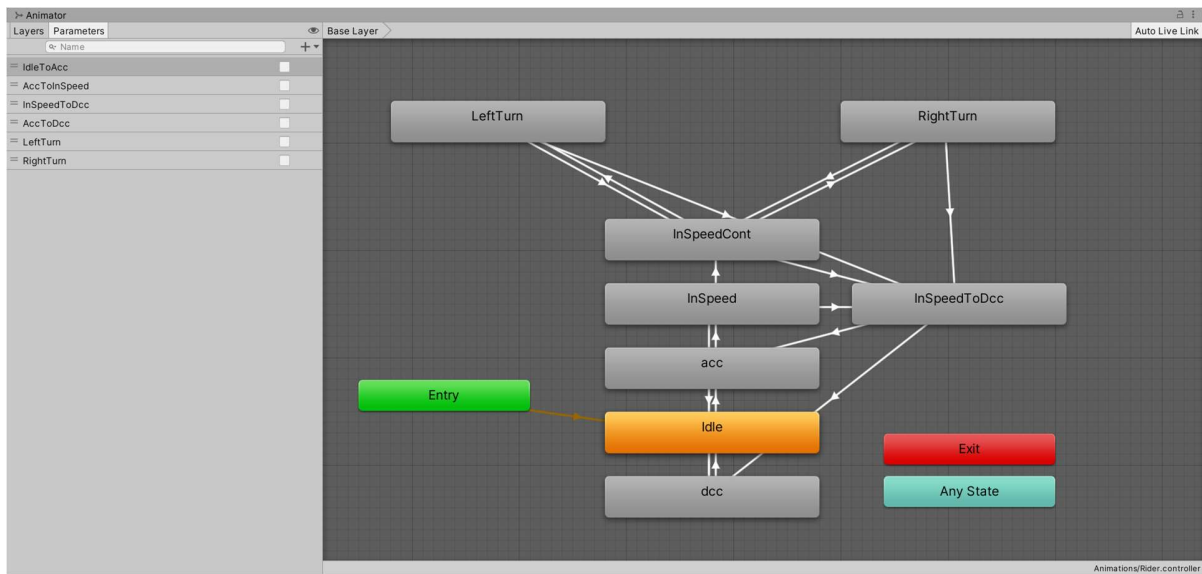 Animator
Layers Parameters
Base Layer
Auto Live Link
Name
IdleToAcc
AccToInSpeed
InSpeedToDcc
AccToDcc
LeftTurn
RightTurn
LeftTurn
RightTurn
InSpeedCont
InSpeed
InSpeedToDcc
acc
Entry
Idle
Exit
dcc
Any State
Animations/Rider.controller